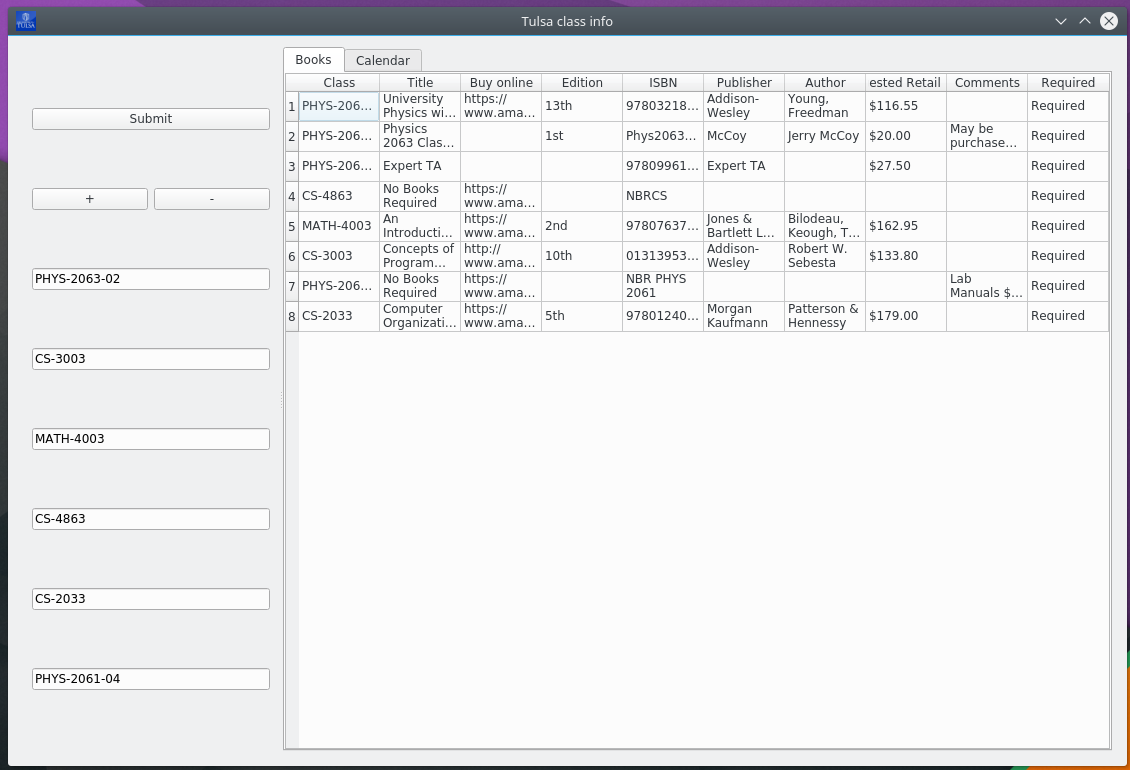 TULSA
Tulsa class info
Submit
+ -
PHYS-2063-02
CS-3003
MATH-4003
CS-4863
CS-2033
PHYS-2061-04
Books Calendar
Class Title Buy online Edition ISBN Publisher Author ested Retail Comments Required
1 PHYS-206... University Physics wi... https:// www.ama... 13th 97803218... Addison-Wesley Young, Freedman $116.55 Required
2 PHYS-206... Physics 2063 Clas... 1st Phys2063... McCoy Jerry McCoy $20.00 May be purchase... Required
3 PHYS-206... Expert TA 97809961... Expert TA $27.50 Required
4 CS-4863 No Books Required https:// www.ama... NBRCS Required
5 MATH-4003 An Introducti... https:// www.ama... 2nd 97807637... Jones & Bartlett L... Bilodeau, Keough, T... $162.95 Required
6 CS-3003 Concepts of Program... http:// www.ama... 10th 01313953... Addison-Wesley Robert W. Sebesta $133.80 Required
7 PHYS-206... No Books Required https:// www.ama... NBR PHYS 2061 Lab Manuals $... Required
8 CS-2033 Computer Organizati... https:// www.ama... 5th 97801240... Morgan Kaufmann Patterson & Hennessy $179.00 Required